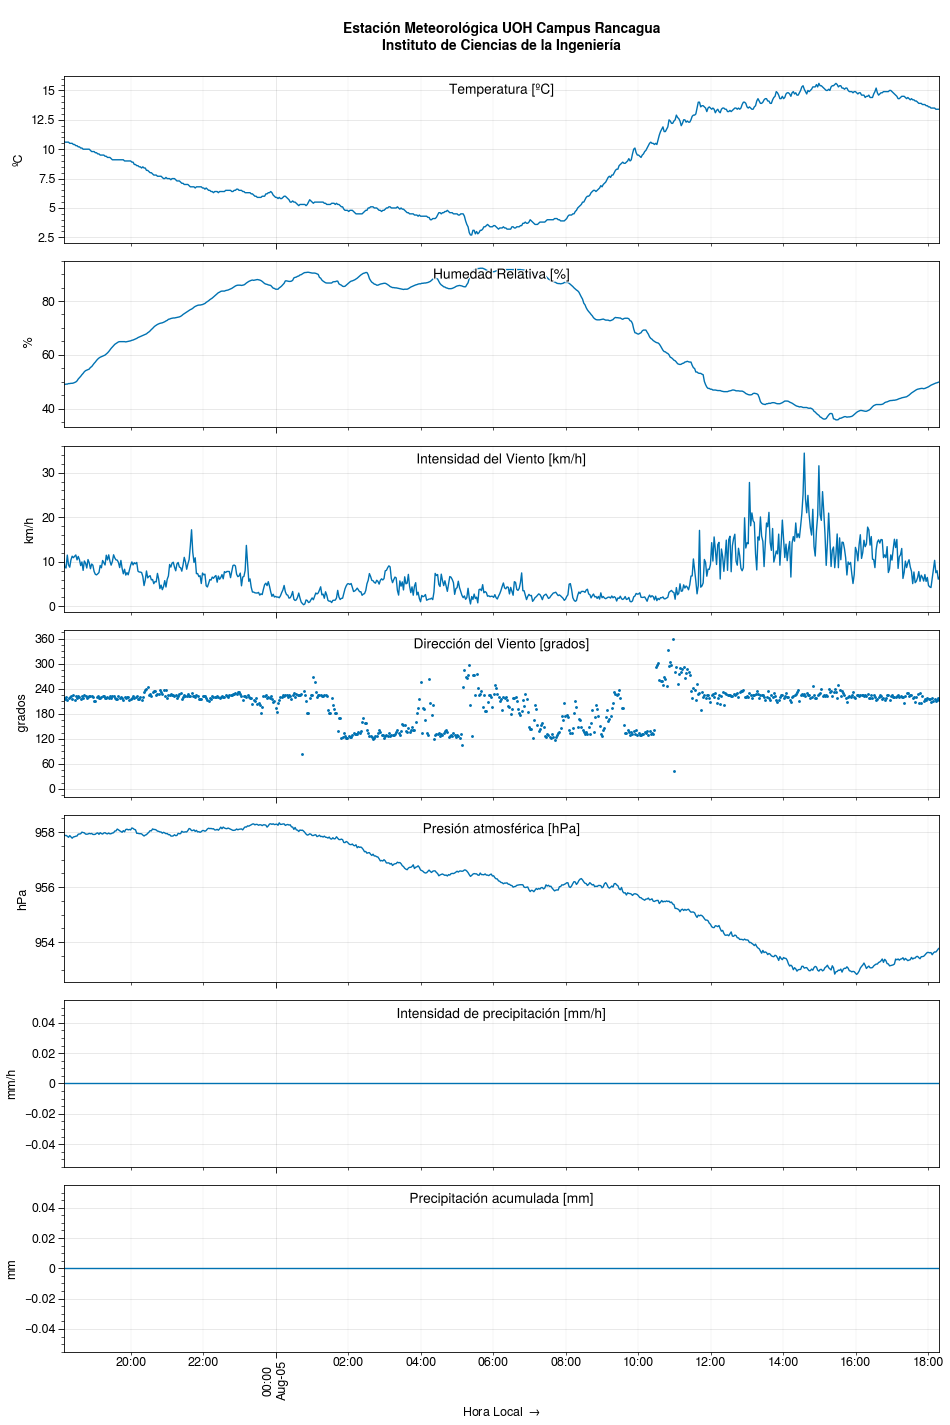 Estación Meteorológica UOH Campus Rancagua
Instituto de Ciencias de la Ingeniería
Temperatura [ºC]
ºC
15
12.5
10
7.5
5
2.5
Humedad Relativa [%]
%
80
60
40
Intensidad del Viento [km/h]
km/h
30
20
10
0
Dirección del Viento [grados]
grados
360
300
240
180
120
60
0
Presión atmosférica [hPa]
hPa
958
956
954
Intensidad de precipitación [mm/h]
mm/h
0.04
0.02
0
−0.02
−0.04
Precipitación acumulada [mm]
mm
0.04
0.02
0
−0.02
−0.04
20:00 22:00 00:00 02:00 04:00 06:00 08:00 10:00 12:00 14:00 16:00 18:00
Aug-05
Hora Local →